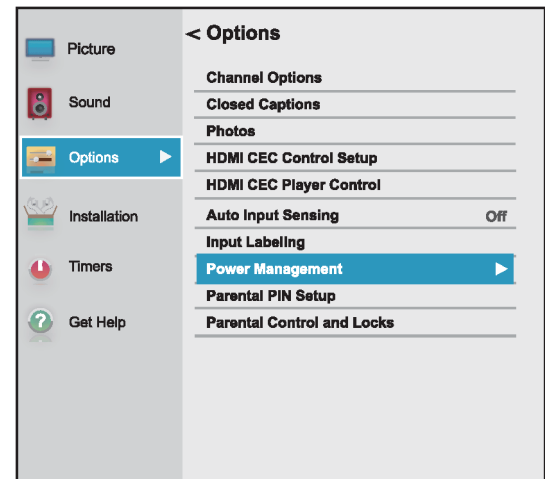 Picture
Sound
Options
Installation
Timers
Get Help
< Options
Channel Options
Closed Captions
Photos
HDMI CEC Control Setup
HDMI CEC Player Control
Auto Input Sensing Off
Input Labeling
Power Management
Parental PIN Setup
Parental Control and Locks